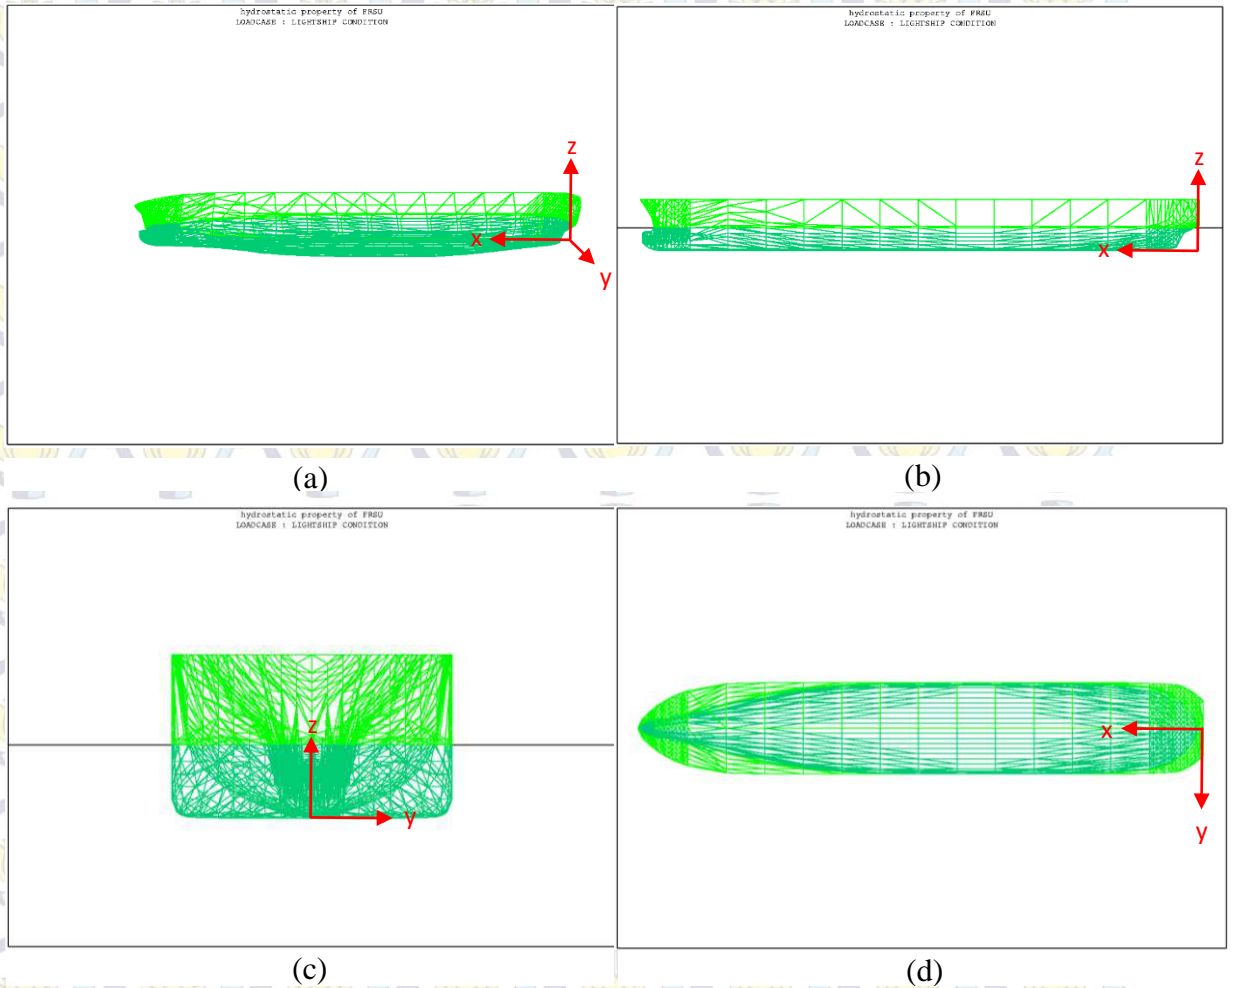 hydrostatic property of FRSU
LOADCASE : LIGHTSHIP CONDITION
z
x
y
(a)
hydrostatic property of FRSU
LOADCASE : LIGHTSHIP CONDITION
z
x
(b)
hydrostatic property of FRSU
LOADCASE : LIGHTSHIP CONDITION
z
y
(c)
hydrostatic property of FRSU
LOADCASE : LIGHTSHIP CONDITION
x
y
(d)